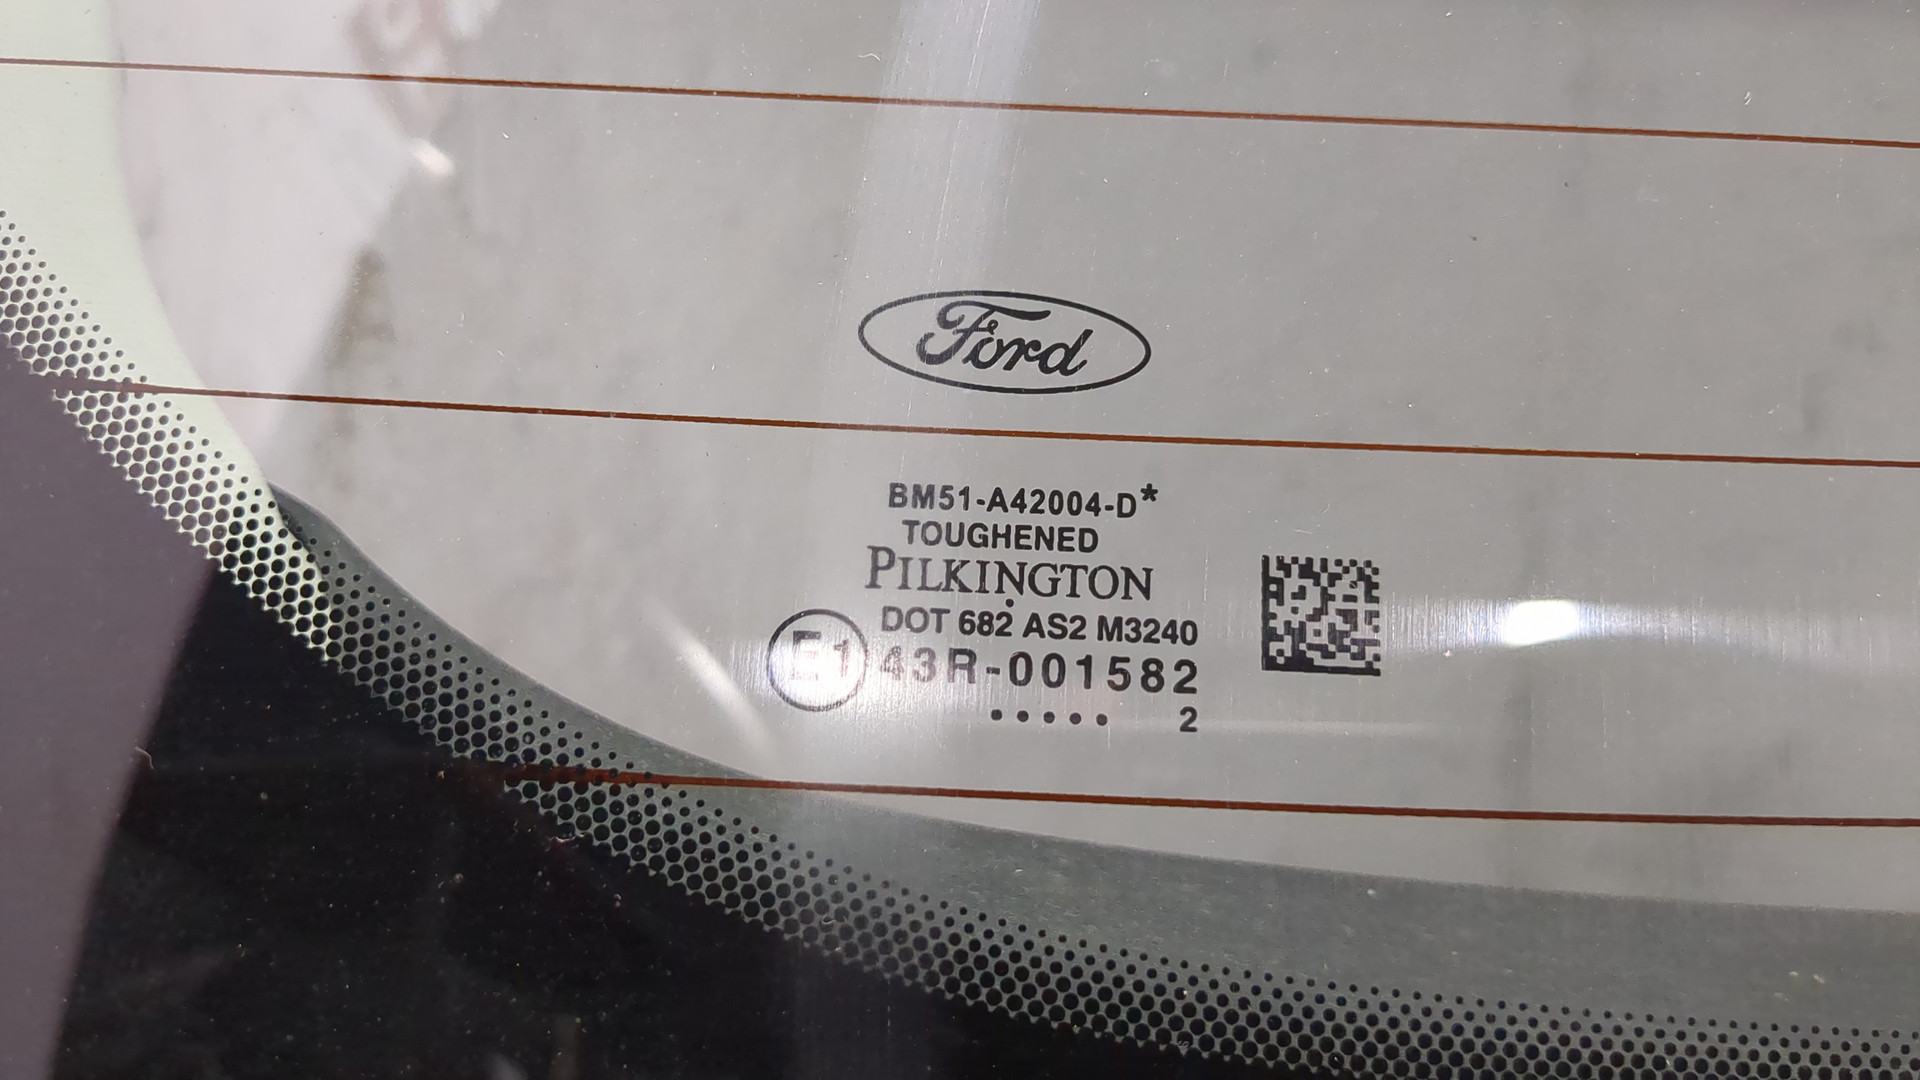 Ford
BM51-A42004-D*
TOUGHENED
PILKINGTON
DOT 682 AS2 M3240
E1 43R-001582
..... 2